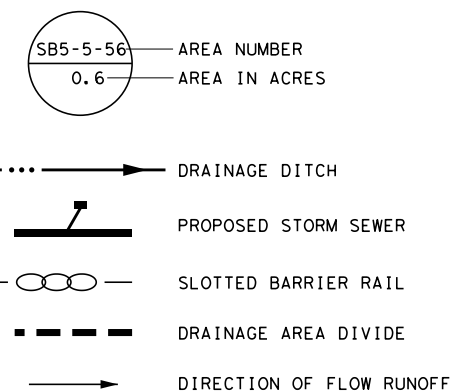 SB5-5-56 AREA NUMBER
0.6 AREA IN ACRES
DRAINAGE DITCH
PROPOSED STORM SEWER
SLOTTED BARRIER RAIL
DRAINAGE AREA DIVIDE
DIRECTION OF FLOW RUNOFF